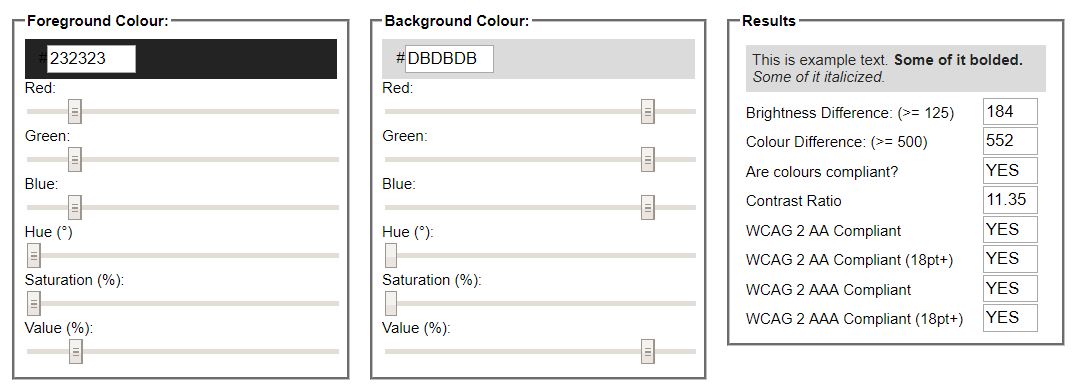 Foreground Colour:
#232323
Red:
Green:
Blue:
Hue (°)
Saturation (%):
Value (%):
Background Colour:
#DBDBDB
Red:
Green:
Blue:
Hue (°):
Saturation (%):
Value (%):
Results
This is example text. Some of it bolded.
Some of it italicized.
Brightness Difference: (>= 125) 184
Colour Difference: (>= 500) 552
Are colours compliant? YES
Contrast Ratio 11.35
WCAG 2 AA Compliant YES
WCAG 2 AA Compliant (18pt+) YES
WCAG 2 AAA Compliant YES
WCAG 2 AAA Compliant (18pt+) YES